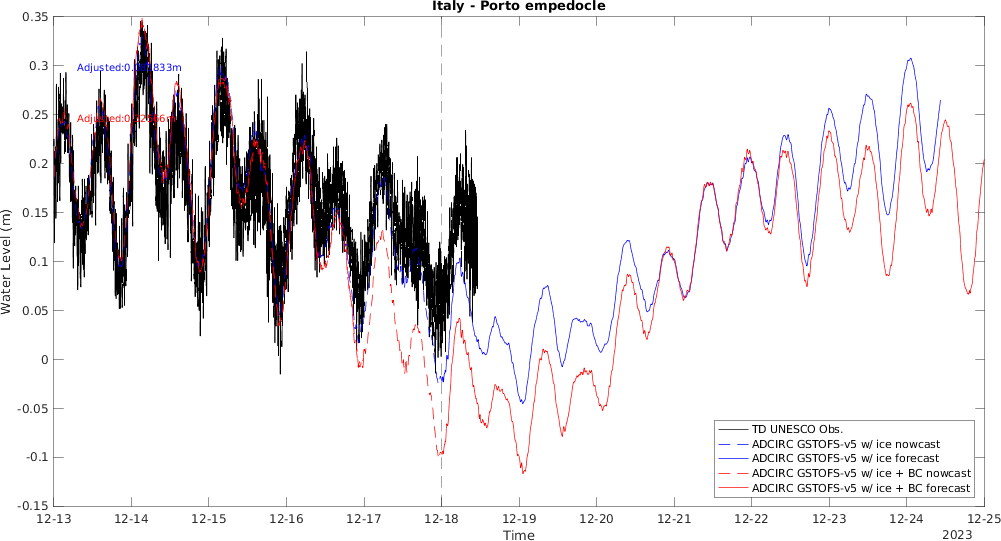 Italy - Porto empedocle
Water Level (m)
0.35
0.3
0.25
0.2
0.15
0.1
0.05
0
-0.05
-0.1
-0.15
TD UNESCO Obs.
ADCIRC GSTOFS-v5 w/ ice nowcast
ADCIRC GSTOFS-v5 w/ ice forecast
ADCIRC GSTOFS-v5 w/ ice + BC nowcast
ADCIRC GSTOFS-v5 w/ ice + BC forecast
12-13 12-14 12-15 12-16 12-17 12-18 12-19 12-20 12-21 12-22 12-23 12-24 12-25
Time
2023